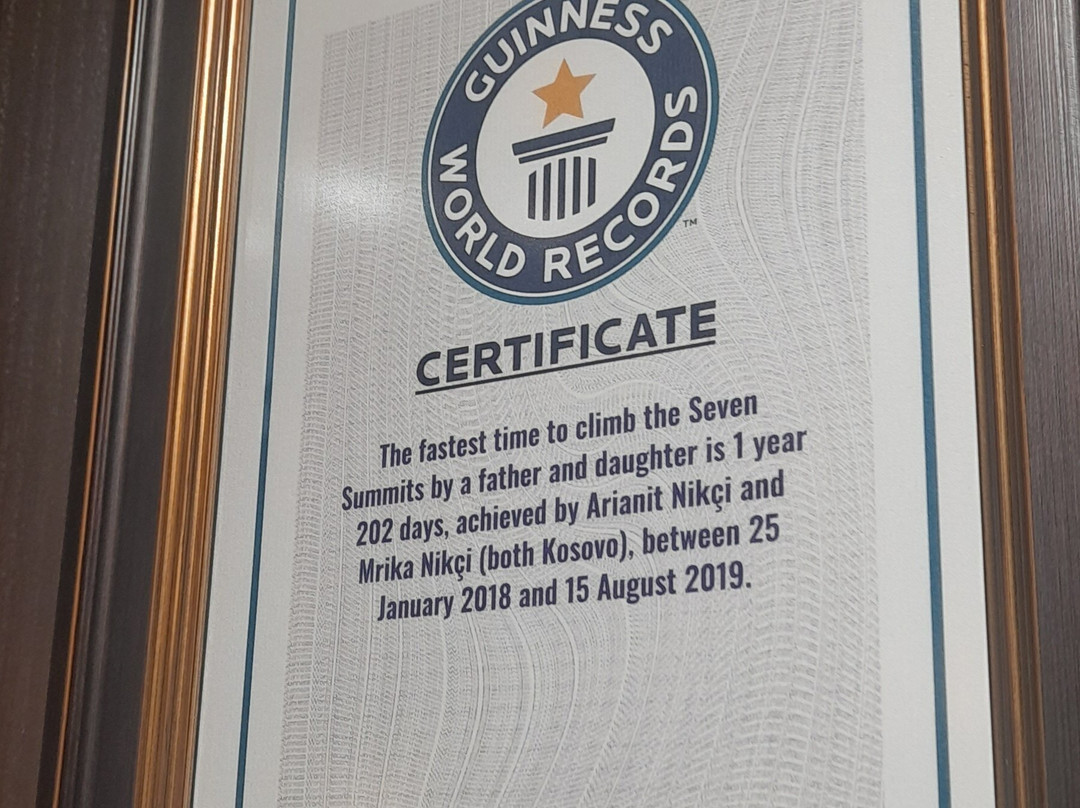 GUINNESS
WORLD RECORDS
™
CERTIFICATE
The fastest time to climb the Seven
Summits by a father and daughter is 1 year
202 days, achieved by Arianit Nikçi and
Mrika Nikçi (both Kosovo), between 25
January 2018 and 15 August 2019.